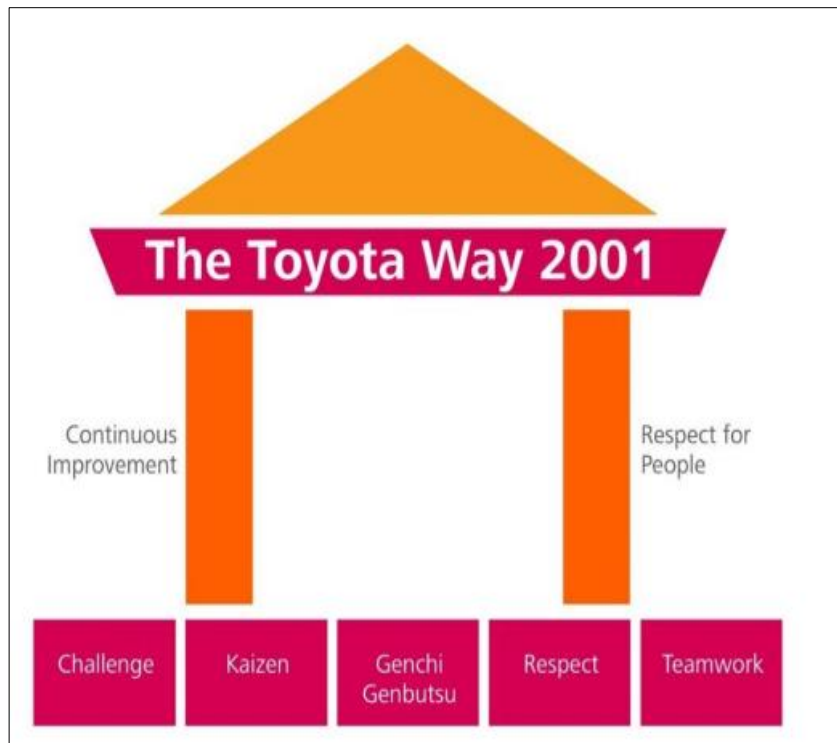 The Toyota Way 2001
Continuous
Improvement
Respect for
People
Challenge
Kaizen
Genchi
Genbutsu
Respect
Teamwork